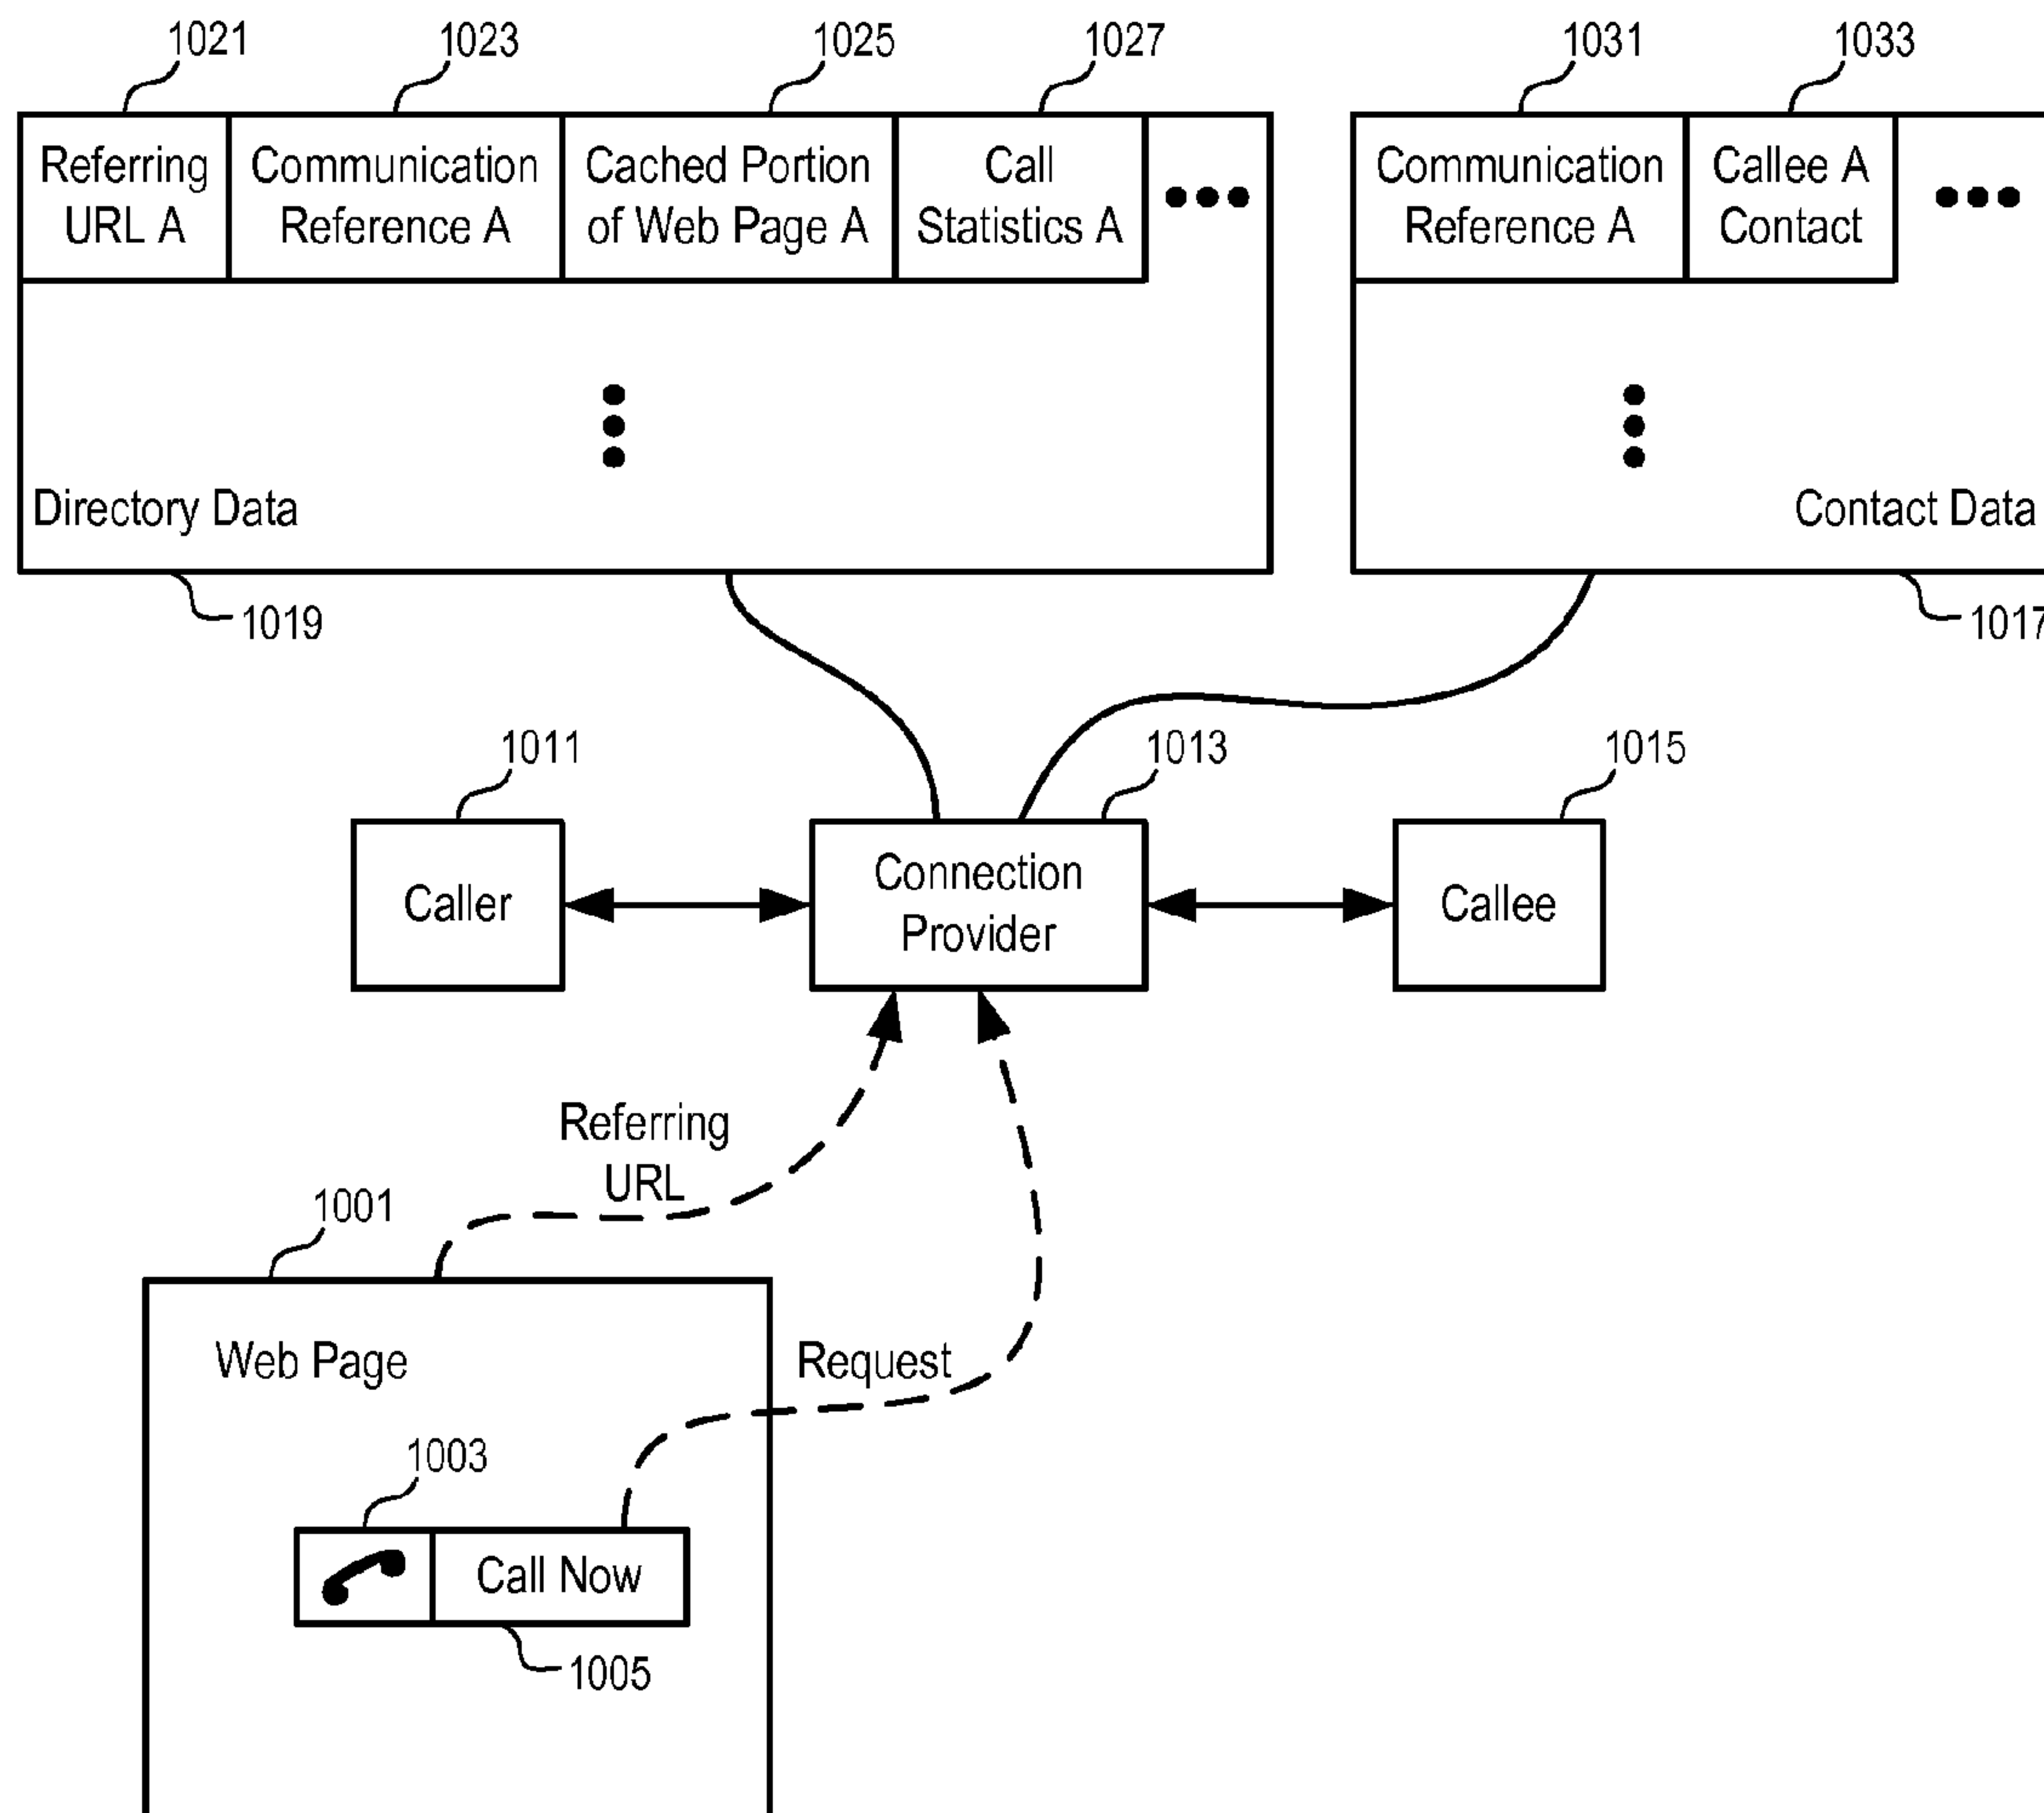 1021
1023
1025
1027
1031
1033
Referring
URL A
Communication
Reference A
Cached Portion
of Web Page A
Call
Statistics A
Communication
Reference A
Callee A
Contact
Directory Data
Contact Data
1019
1017
1011
1013
1015
Caller
Connection
Provider
Callee
Referring
URL
1001
Web Page
Request
1003
Call Now
1005